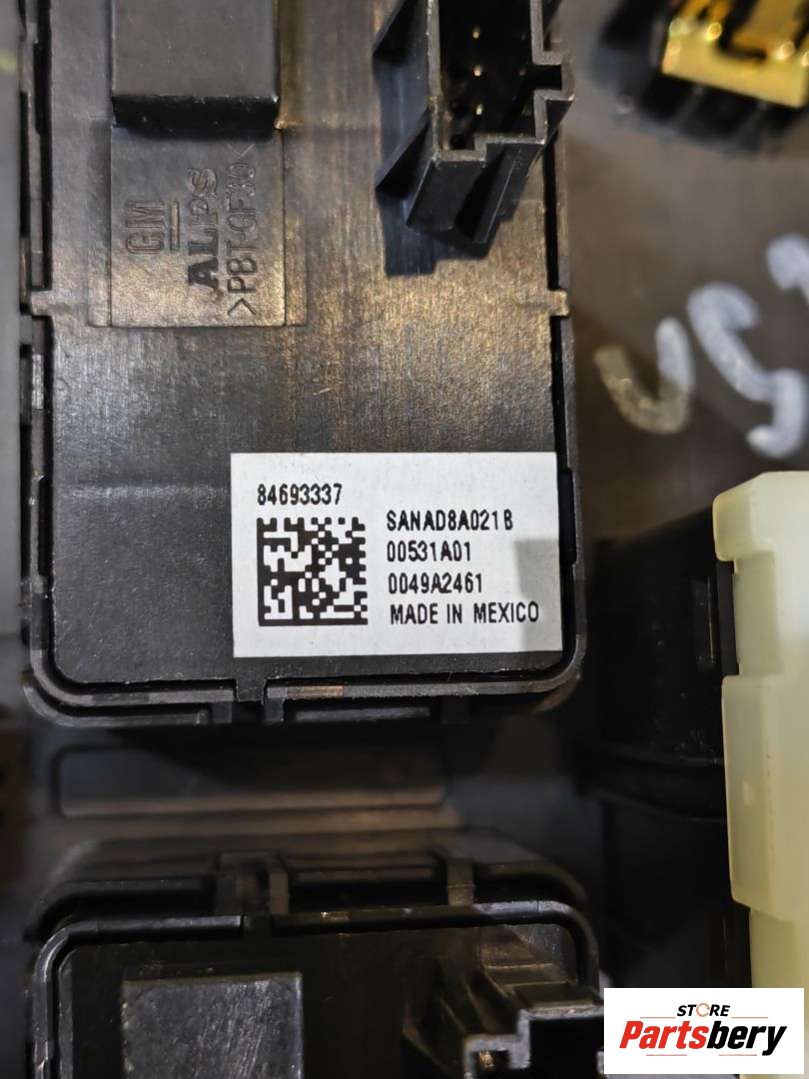 GM
ALPS
>PBT-GF30<
84693337
SANAD8A021B
00531A01
0049A2461
MADE IN MEXICO
STORE
Partsbery